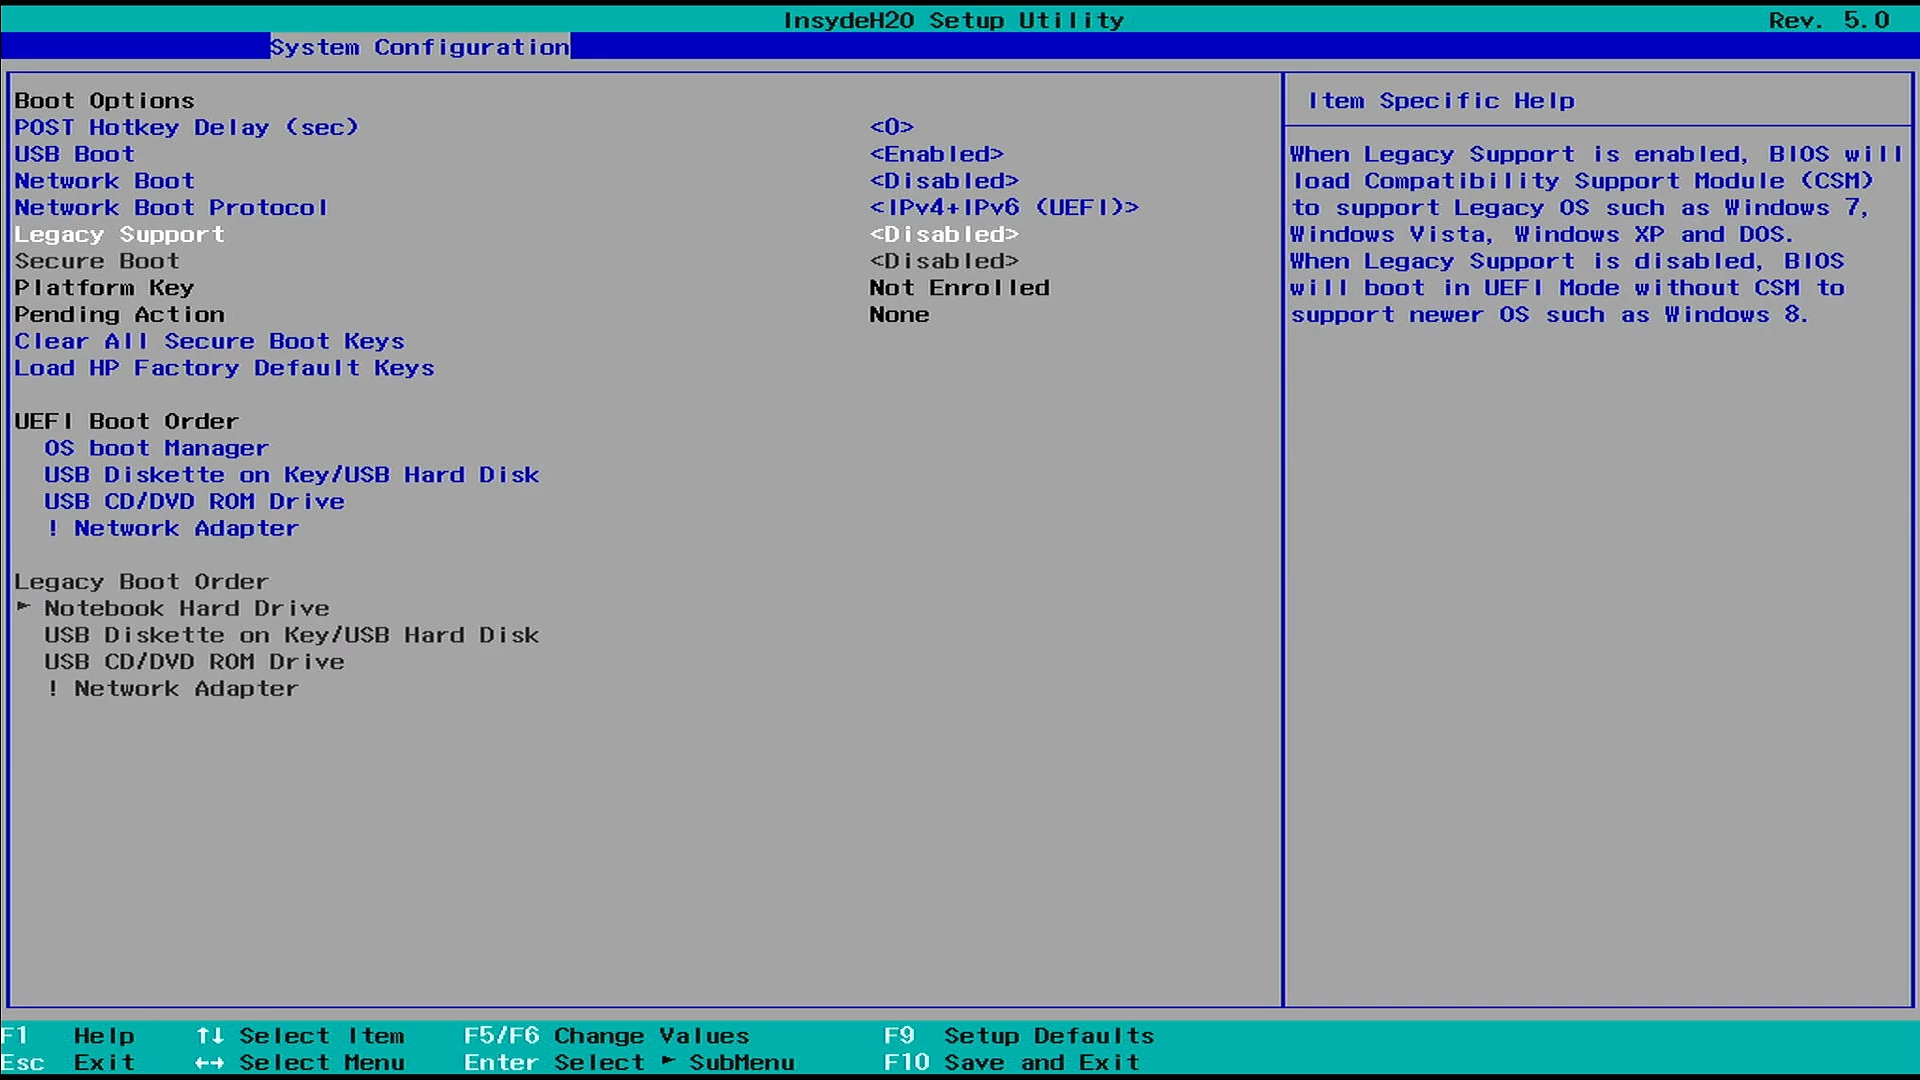 InsydeH20 Setup Utility Rev. 5.0
System Configuration
Boot Options
POST Hotkey Delay (sec) <0>
USB Boot <Enabled>
Network Boot <Disabled>
Network Boot Protocol <IPv4+IPv6 (UEFI)>
Legacy Support <Disabled>
Secure Boot <Disabled>
Platform Key Not Enrolled
Pending Action None
Clear All Secure Boot Keys
Load HP Factory Default Keys
UEFI Boot Order
OS boot Manager
USB Diskette on Key/USB Hard Disk
USB CD/DVD ROM Drive
! Network Adapter
Legacy Boot Order
► Notebook Hard Drive
USB Diskette on Key/USB Hard Disk
USB CD/DVD ROM Drive
! Network Adapter
Item Specific Help
When Legacy Support is enabled, BIOS will
load Compatibility Support Module (CSM)
to support Legacy OS such as Windows 7,
Windows Vista, Windows XP and DOS.
When Legacy Support is disabled, BIOS
will boot in UEFI Mode without CSM to
support newer OS such as Windows 8.
F1 Help ↑↓ Select Item F5/F6 Change Values F9 Setup Defaults
Esc Exit ←→ Select Menu Enter Select ► SubMenu F10 Save and Exit